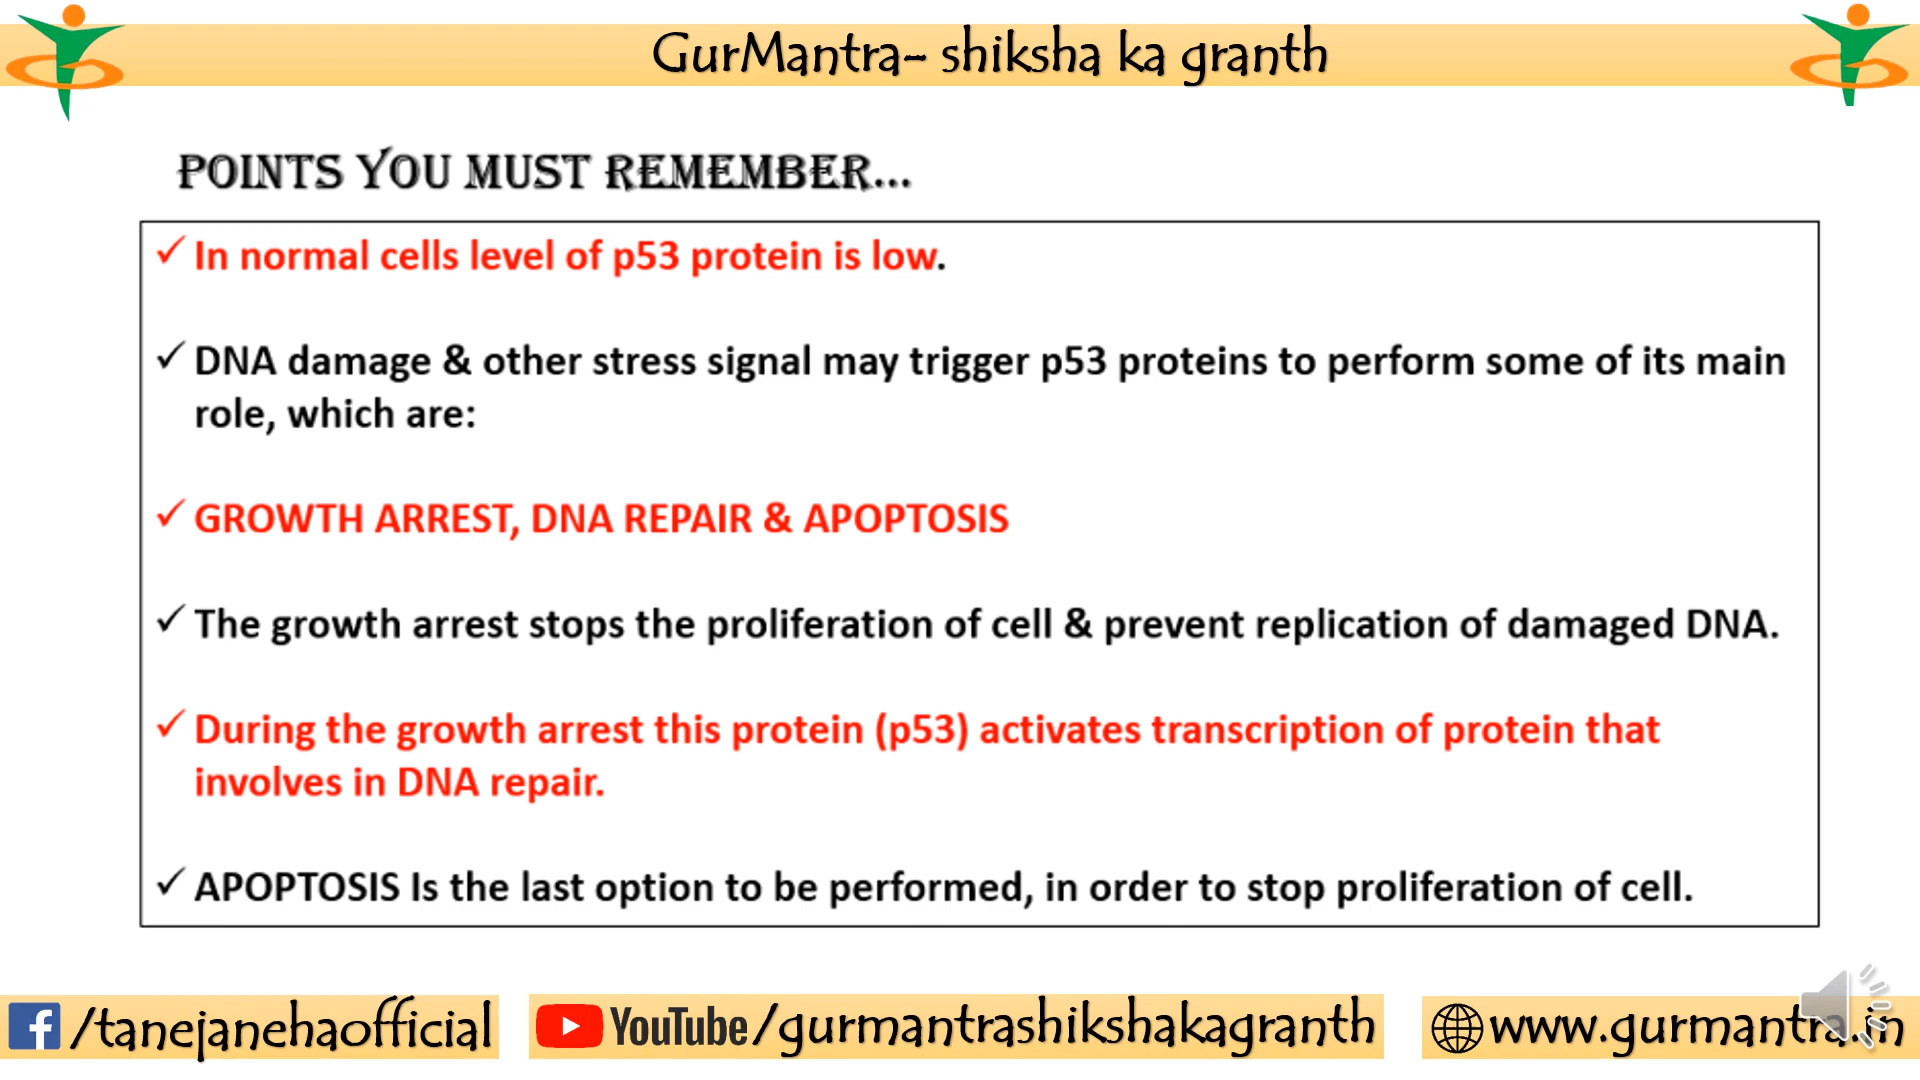 GurMantra- shiksha ka granth
POINTS YOU MUST REMEMBER...
✓ In normal cells level of p53 protein is low.
✓ DNA damage & other stress signal may trigger p53 proteins to perform some of its main
role, which are:
✓ GROWTH ARREST, DNA REPAIR & APOPTOSIS
✓ The growth arrest stops the proliferation of cell & prevent replication of damaged DNA.
✓ During the growth arrest this protein (p53) activates transcription of protein that
involves in DNA repair.
✓ APOPTOSIS Is the last option to be performed, in order to stop proliferation of cell.
f /tanejanehaofficial
YouTube /gurmantrashikshakagranth
www.gurmantra.in